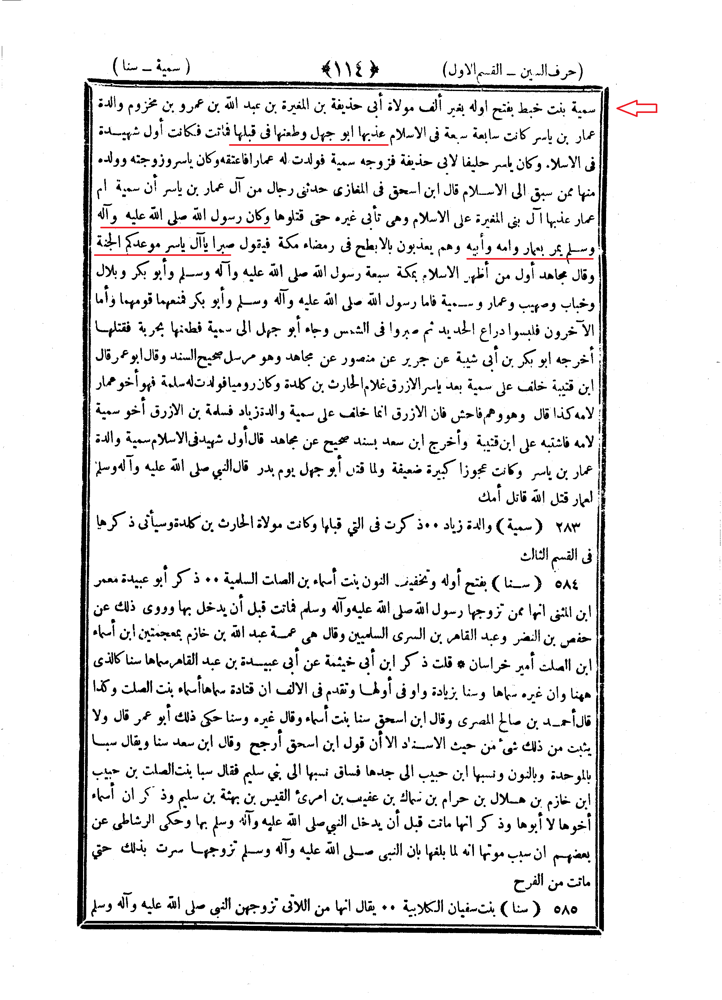 (حرف السين ــ القسم الاول) ﴿١١٤﴾ (سمية ــ سنا)
سمية بنت خبط بفتح اوله بغير ألف مولاة أبى حذيفة بن المغيرة بن عبد الله بن عمرو بن مخزوم والدة
عمار بن ياسر كانت سابعة سبعة فى الاسلام عذبها ابو جهل وطعنها فى قبلها فماتت فكانت أول شهيدة
فى الاسلام وكان ياسر حليفا لابى حذيفة فزوجه سمية فولدت له عمارا فاعتقه وكان ياسر وزوجته وولده
منها ممن سبق الى الاسلام قال ابن اسحق فى المغازى حدثنى رجال من آل عمار بن ياسر أن سمية ام
عمار عذبها آل بنى المغيرة على الاسلام وهى تأبى غيره حتى قتلوها وكان رسول الله صلى الله عليه وآله
وسلم يمر بعمار وامه وأبيه وهم يعذبون بالابطح فى رمضاء مكة فيقول صبرا ياآل ياسر موعدكم الجنة
وقال مجاهد أول من أظهر الاسلام بمكة سبعة رسول الله صلى الله عليه وآله وسلم وأبو بكر وبلال
وخباب وصهيب وعمار وسمية فاما رسول الله صلى الله عليه وآله وسلم وأبو بكر فمنعهما قومهما وأما
الآخرون فلبسوا دراع الحديد ثم صبروا فى الشمس وجاء أبو جهل الى سمية فطعنها بحربة فقتلها
أخرجه ابو بكر بن أبى شيبة عن جرير عن منصور عن مجاهد وهو مرسل صحيح السند وقال ابو عمر قال
ابن قتيبة خلف على سمية بعد ياسر الازرق غلام الحارث بن كلدة وكان روميا فولدت له سلمة فهو أخو عمار
لامه كذا قال وهو وهم فاحش فان الازرق انما خلف على سمية والدة زياد فسلمة بن الازرق أخو سمية
لامه فاشتبه على ابن قتيبة وأخرج ابن سعد بسند صحيح عن مجاهد قال أول شهيد فى الاسلام سمية والدة
عمار بن ياسر وكانت عجوزا كبيرة ضعيفة ولما قتل أبو جهل يوم بدر قال النبي صلى الله عليه وآله وسلم
لعمار قتل الله قاتل أمك
٢٨٣ (سمية) والدة زياد ٠٠ ذكرت فى التي قبلها وكانت مولاة الحارث بن كلدة وسيأتى ذكرها
فى القسم الثالث
٥٨٤ (سنا) بفتح أوله وتخفيف النون بنت أسماء بن الصلت السلمية ٠٠ ذكر أبو عبيدة معمر
ابن المثنى انها ممن تزوجها رسول الله صلى الله عليه وآله وسلم فماتت قبل أن يدخل بها وروى ذلك عن
حفص بن النضر وعبد القاهر بن السرى السلميين وقال هى عمة عبد الله بن خازم بمعجمتين ابن أسماء
ابن الصلت أمير خراسان * قلت ذكر ابن أبى خيثمة عن أبى عبيدة بن عبد القاهر سماها سنا كالذى
ههنا وان غيره سماها وسنا بزيادة واو فى أولها وتقدم فى الالف ان قتادة سماها أسماء بنت الصلت وكذا
قال أحمد بن صالح المصرى وقال ابن اسحق سنا بنت أسماء وقال غيره وسنا حكى ذلك أبو عمر قال ولا
يثبت من ذلك شىء من حيث الاسناد الا أن قول ابن اسحق أرجح وقال ابن سعد سنا ويقال سبا
بالموحدة وبالنون ونسبها ابن حبيب الى جدها فساق نسبها الى بني سليم فقال سبا بنت الصلت بن حبيب
ابن خازم بن هلال بن حرام بن سماك بن عفيف بن امرئ القيس بن بهثة بن سليم وذكر ان أسماء
أخوها لا أبوها وذكر انها ماتت قبل أن يدخل النبي صلى الله عليه وآله وسلم بها وحكى الرشاطى عن
بعضهم ان سبب موتها انه لما بلغها بان النبى صلى الله عليه وآله وسلم تزوجها سرت بذلك حتي
ماتت من الفرح
٥٨٥ (سنا) بنت سفيان الكلابية ٠٠ يقال انها من اللاتى تزوجهن النبى صلى الله عليه وآله وسلم